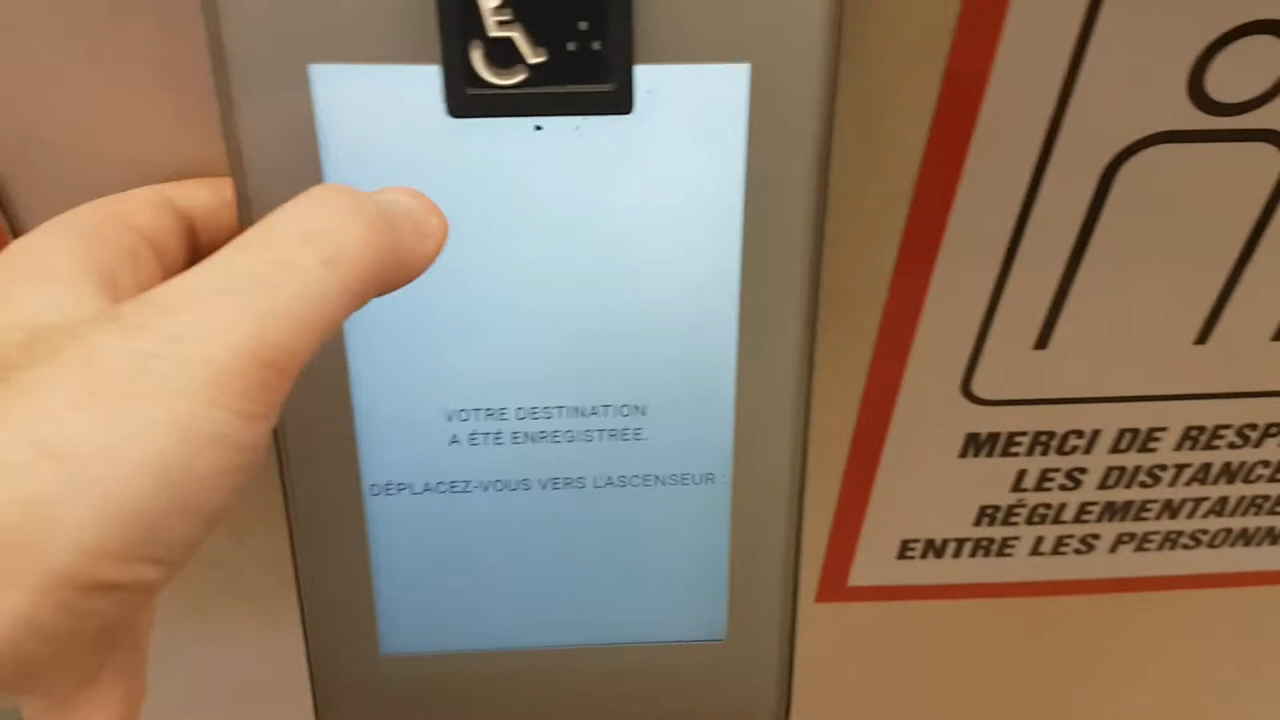 VOTRE DESTINATION
A ÉTÉ ENREGISTRÉE.
DÉPLACEZ-VOUS VERS L'ASCENSEUR :
MERCI DE RESP
LES DISTANCE
RÉGLEMENTAIRE
ENTRE LES PERSONN